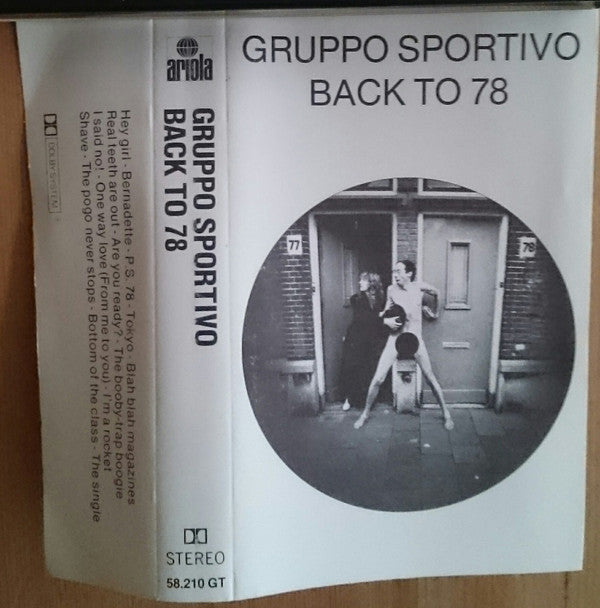 GRUPPO SPORTIVO
BACK TO 78
77
78
ariola
GRUPPO SPORTIVO
BACK TO 78
STEREO
58.210 GT
Hey girl · Bernadette · P.S. 78 · Tokyo · Blah blah magazines
Real teeth are out · Are you ready? · The booby-trap boogie
I said no! · One way love (From me to you) · I'm a rocket
Shave · The pogo never stops · Bottom of the class · The single
DOLBY SYSTEM